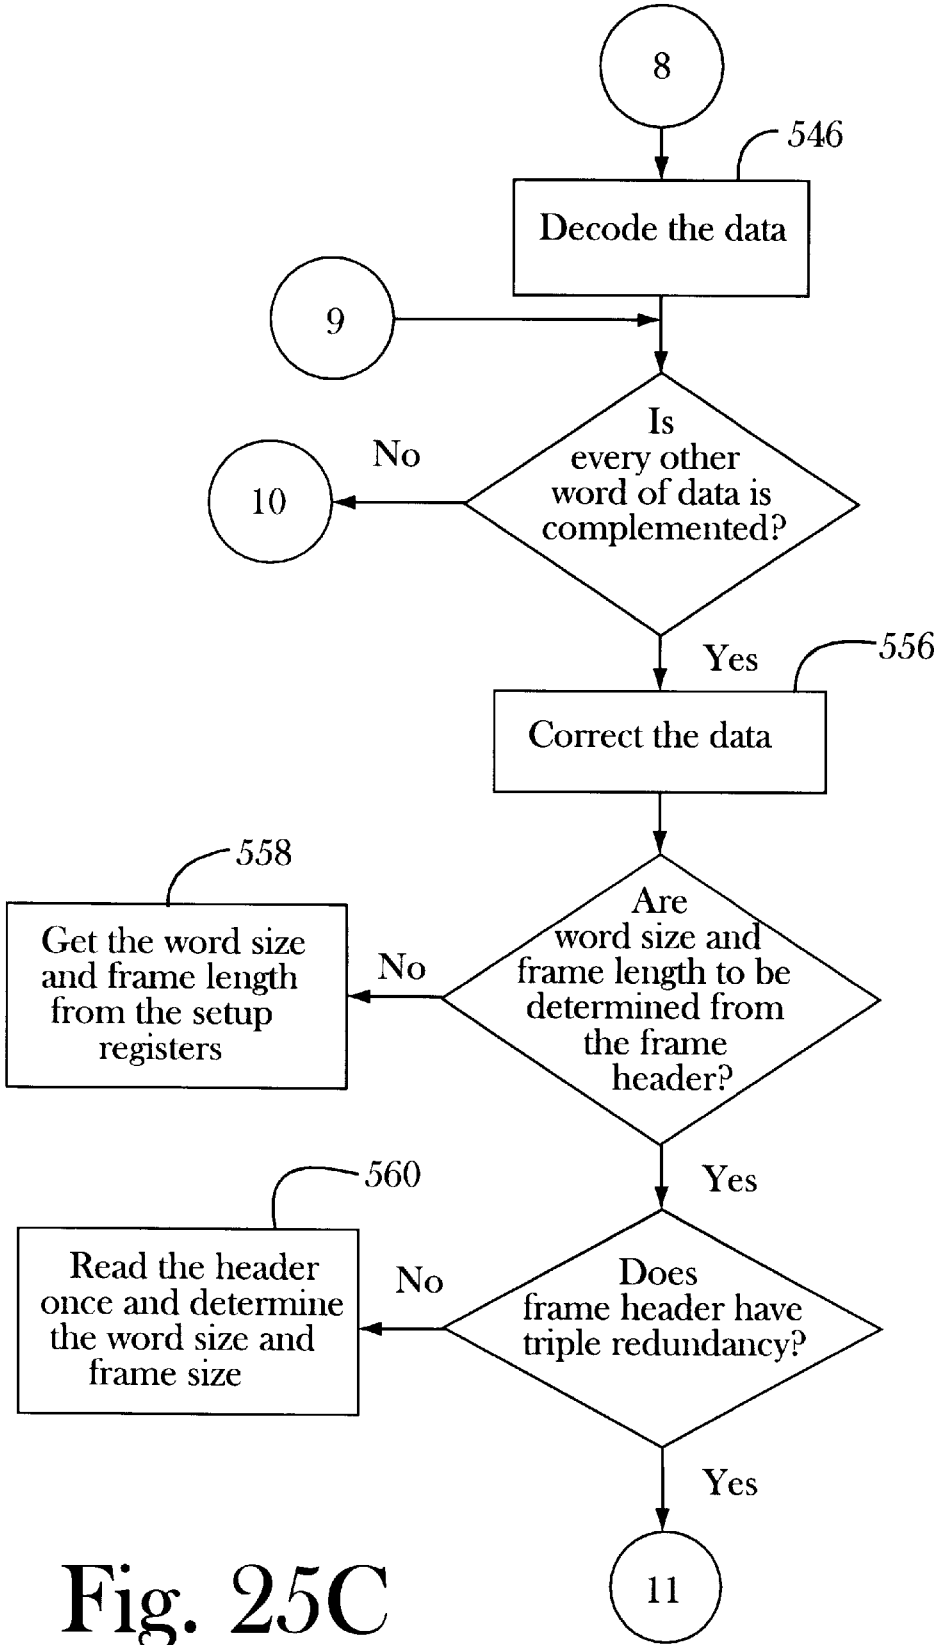 8
546
Decode the data
9
Is
every other
word of data is
complemented?
No
10
Yes
556
Correct the data
558
Get the word size
and frame length
from the setup
registers
No
Are
word size and
frame length to be
determined from
the frame
header?
Yes
560
Read the header
once and determine
the word size and
frame size
No
Does
frame header have
triple redundancy?
Yes
11
Fig. 25C